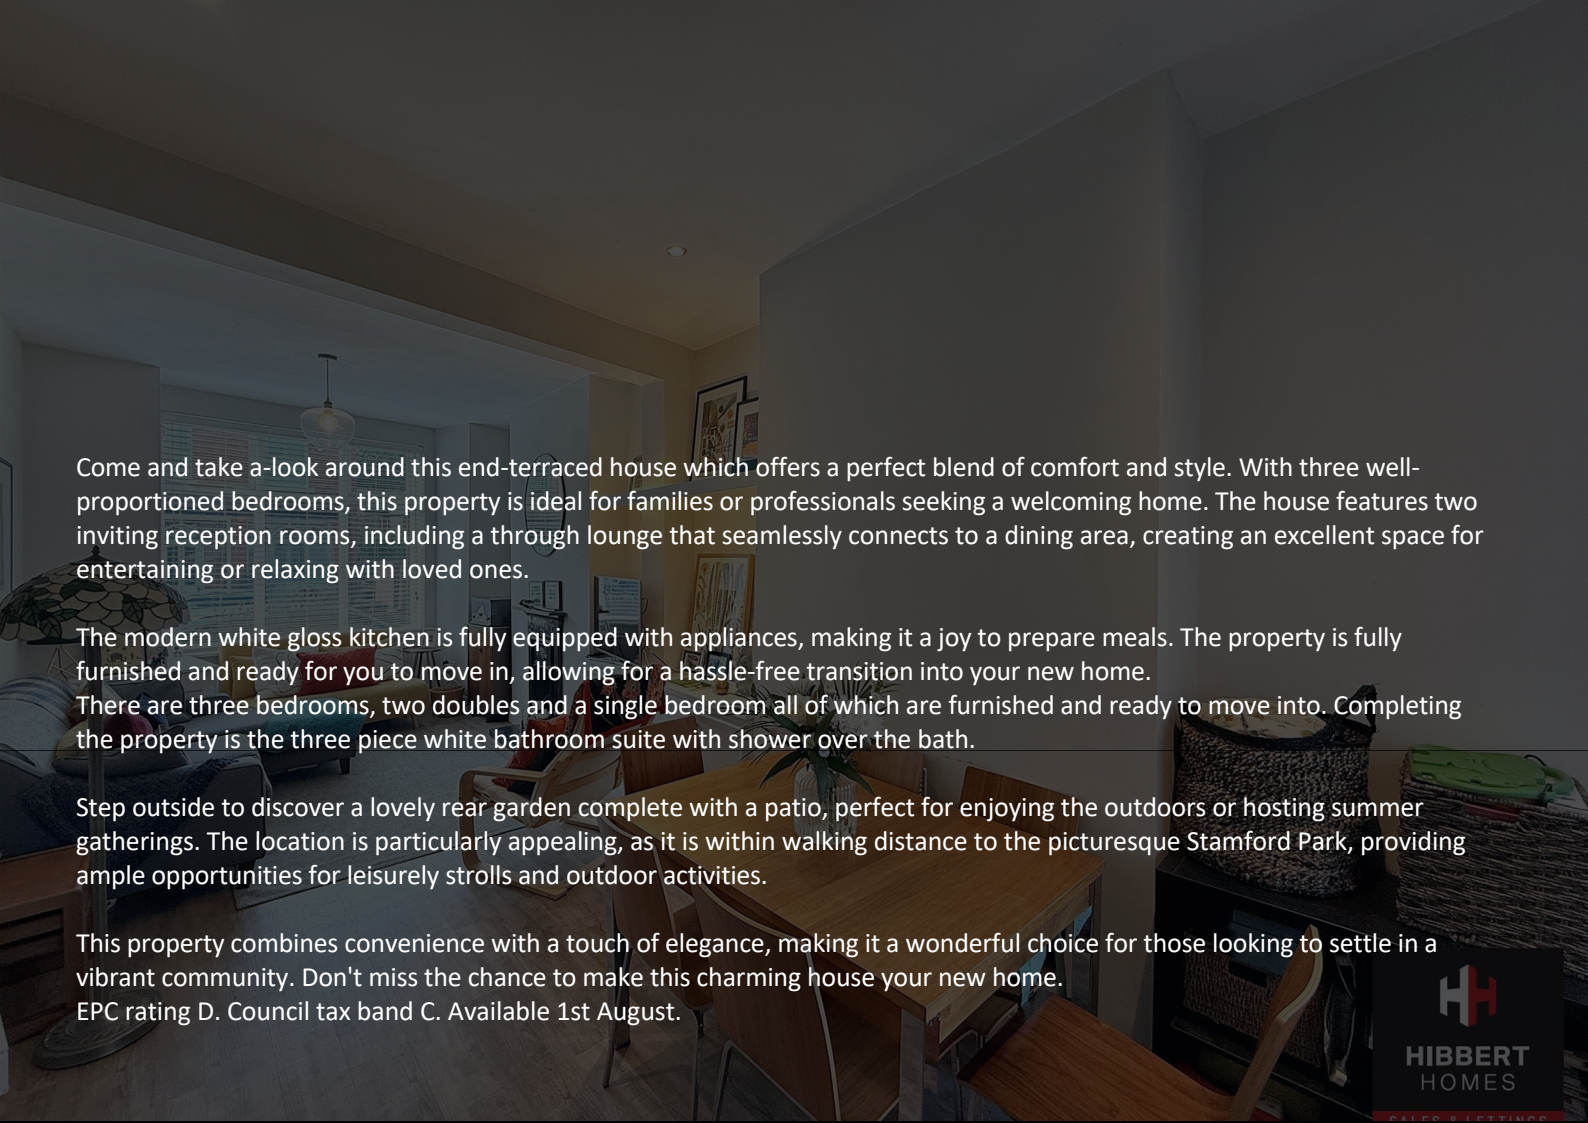 Come and take a-look around this end-terraced house which offers a perfect blend of comfort and style. With three well-
proportioned bedrooms, this property is ideal for families or professionals seeking a welcoming home. The house features two
inviting reception rooms, including a through lounge that seamlessly connects to a dining area, creating an excellent space for
entertaining or relaxing with loved ones.
The modern white gloss kitchen is fully equipped with appliances, making it a joy to prepare meals. The property is fully
furnished and ready for you to move in, allowing for a hassle-free transition into your new home.
There are three bedrooms, two doubles and a single bedroom all of which are furnished and ready to move into. Completing
the property is the three piece white bathroom suite with shower over the bath.
Step outside to discover a lovely rear garden complete with a patio, perfect for enjoying the outdoors or hosting summer
gatherings. The location is particularly appealing, as it is within walking distance to the picturesque Stamford Park, providing
ample opportunities for leisurely strolls and outdoor activities.
This property combines convenience with a touch of elegance, making it a wonderful choice for those looking to settle in a
vibrant community. Don't miss the chance to make this charming house your new home.
EPC rating D. Council tax band C. Available 1st August.
HIBBERT
HOMES
SALES & LETTINGS